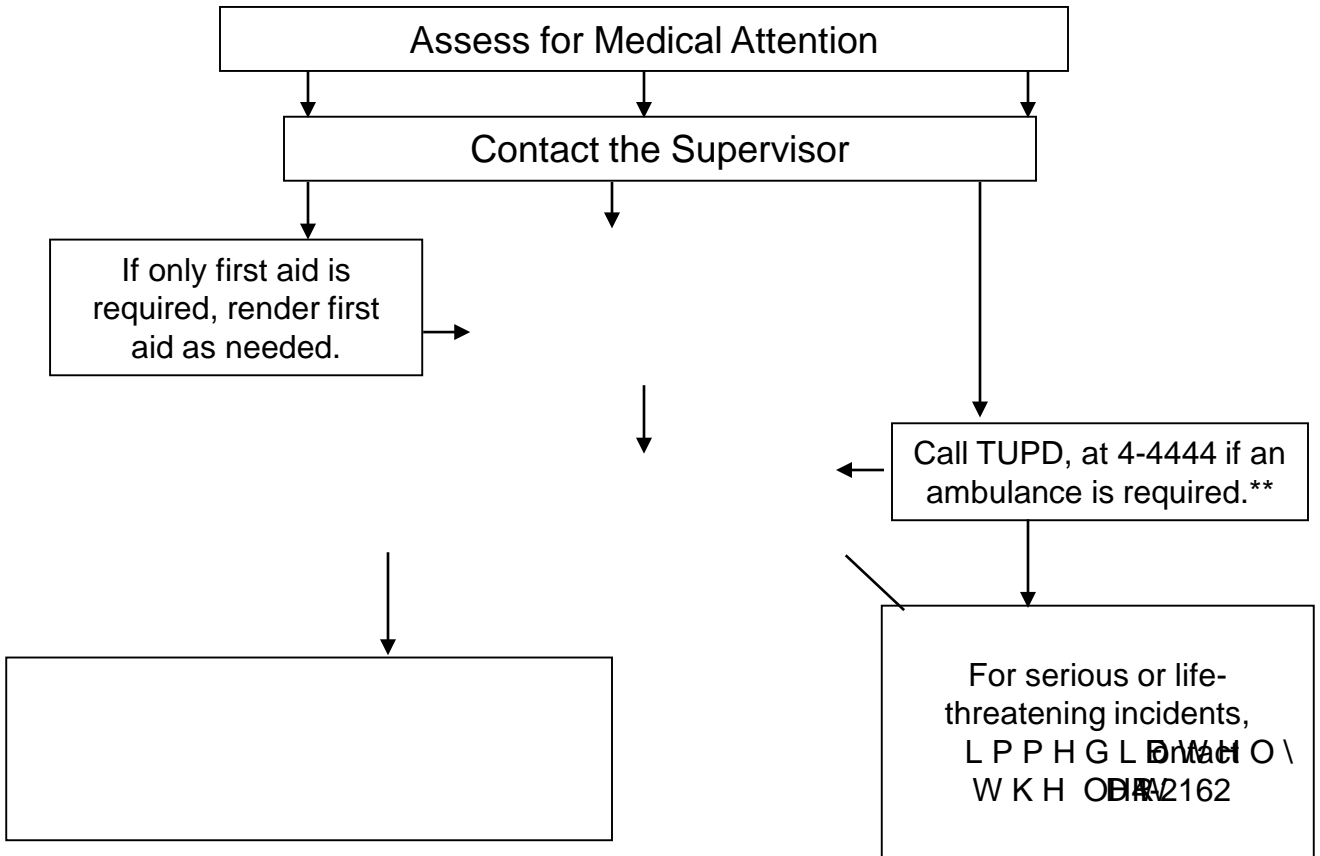 Assess for Medical Attention
Contact the Supervisor
If only first aid is
required, render first
aid as needed.
Call TUPD, at 4-4444 if an
ambulance is required.**
For serious or life-
threatening incidents,